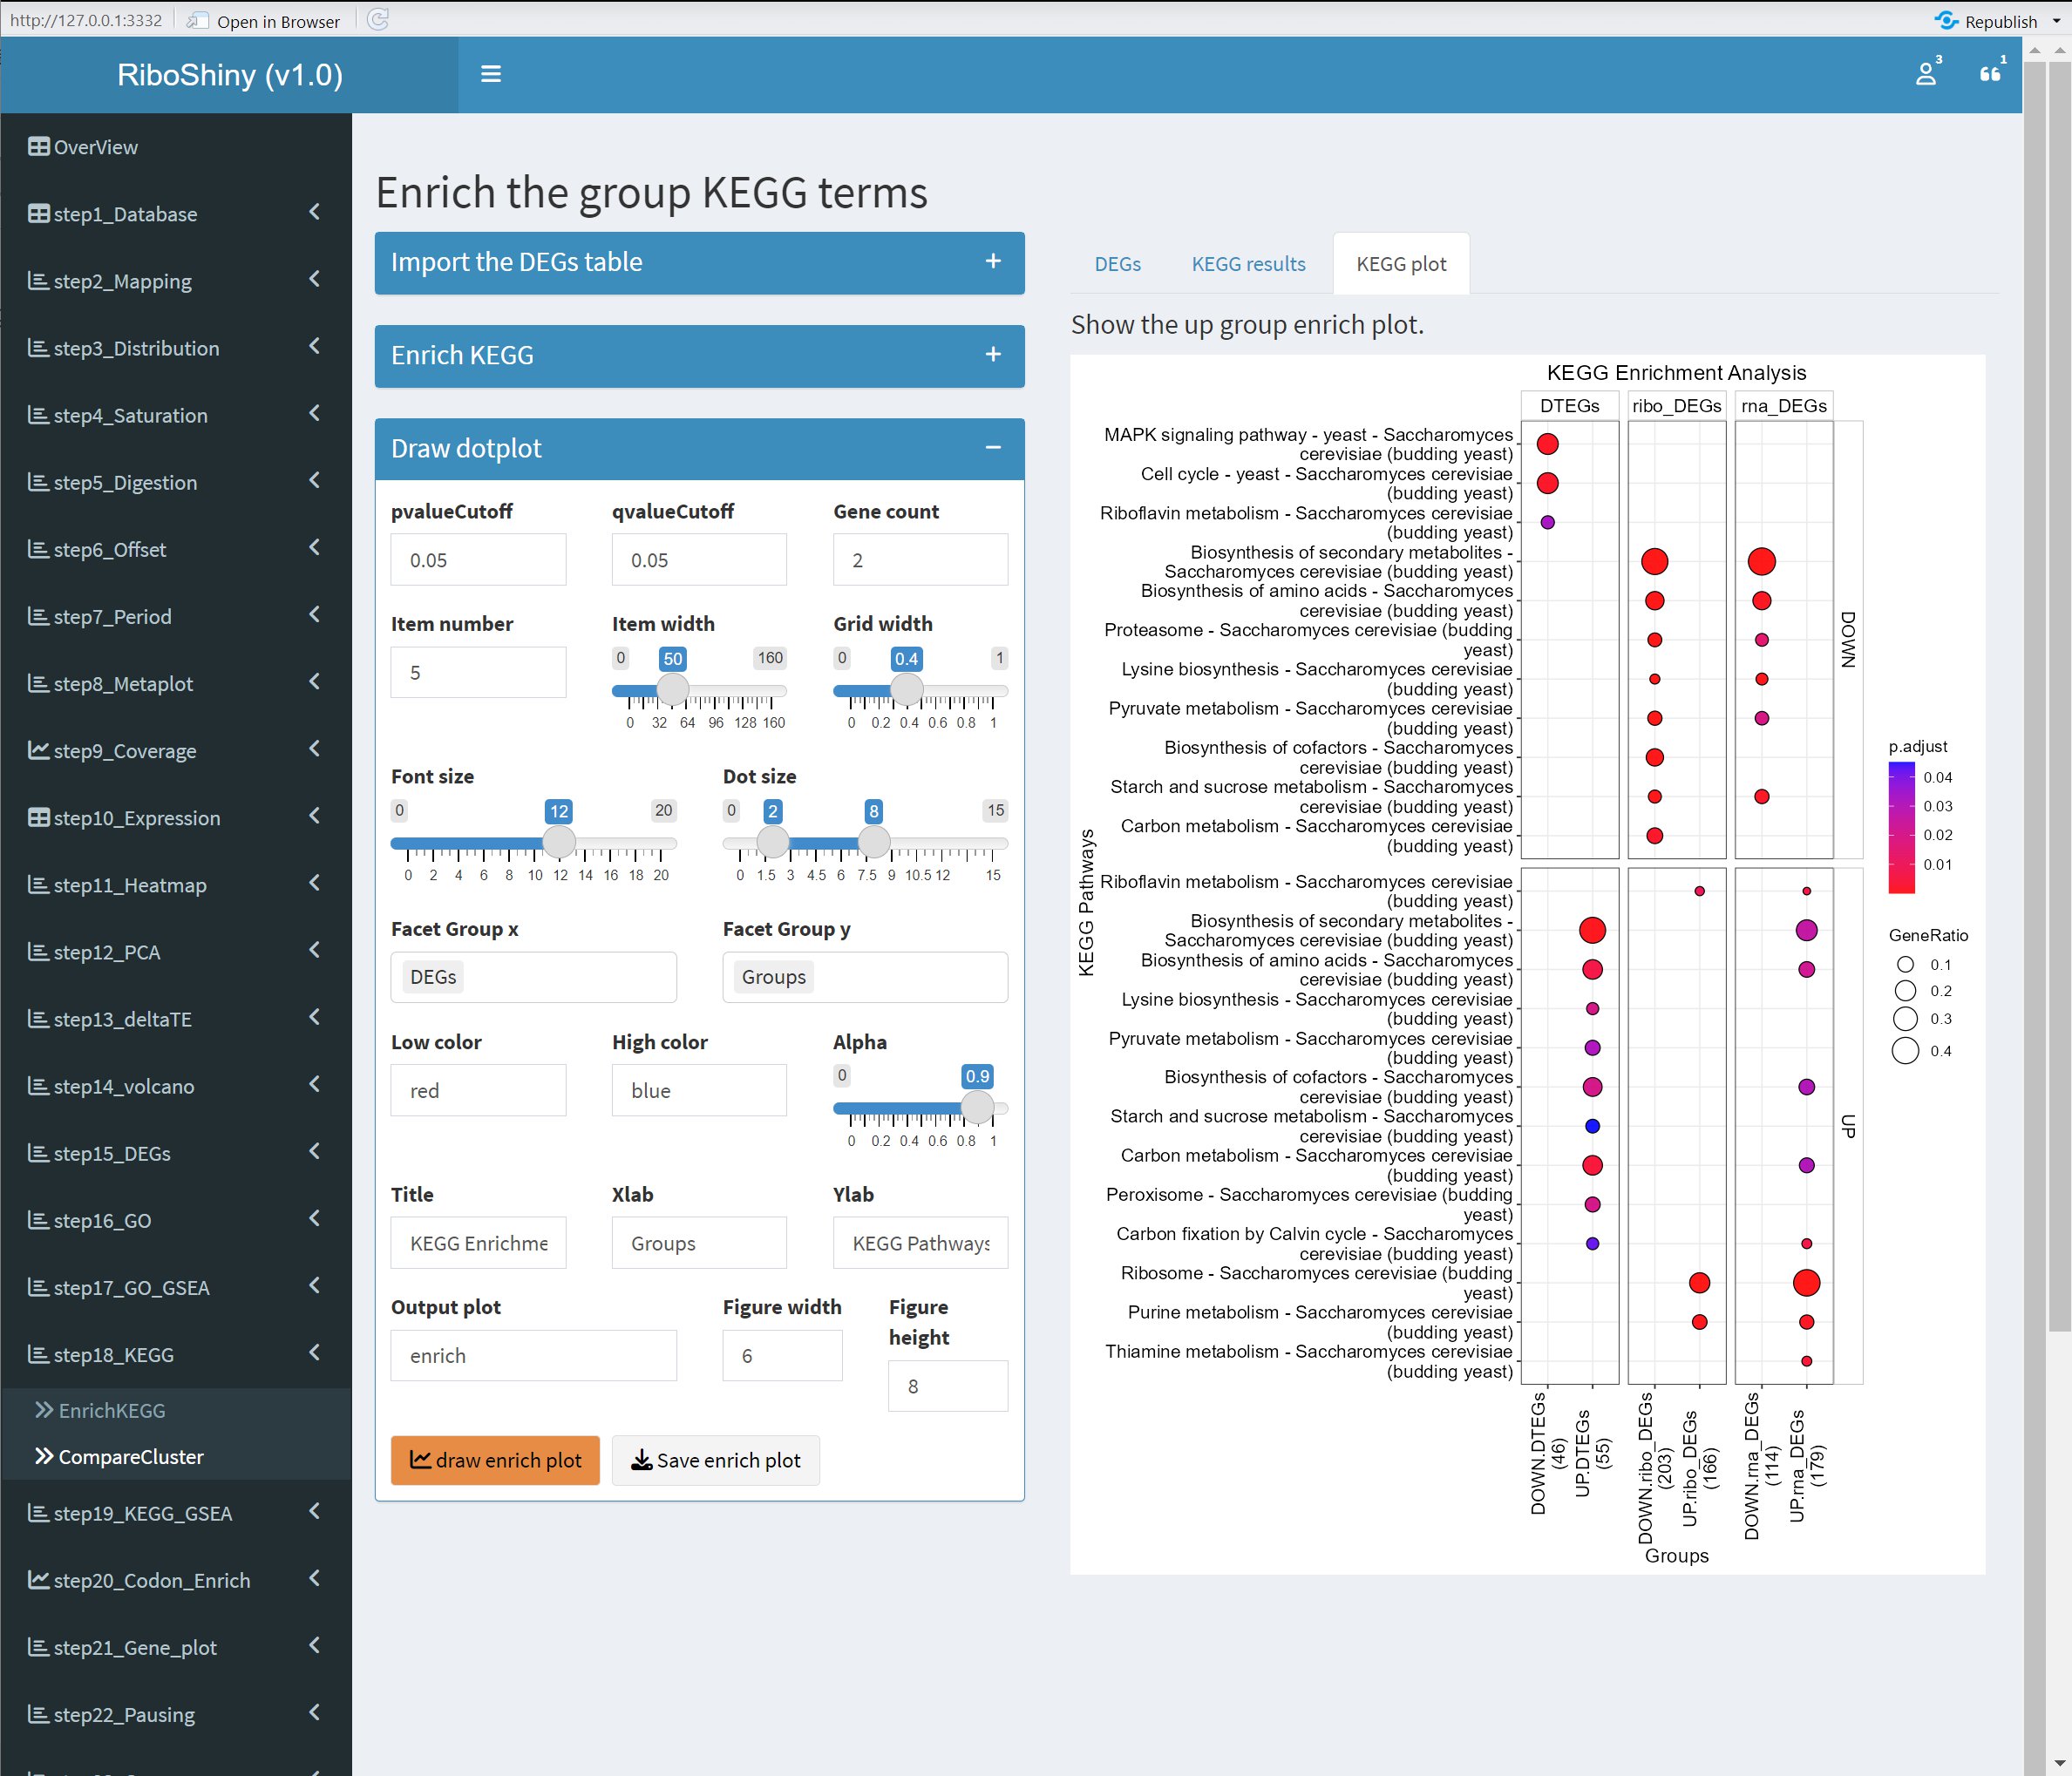 http://127.0.0.1:3332
Open in Browser
Republish
RiboShiny (v1.0)
3
1
OverView
step1_Database
step2_Mapping
step3_Distribution
step4_Saturation
step5_Digestion
step6_Offset
step7_Period
step8_Metaplot
step9_Coverage
step10_Expression
step11_Heatmap
step12_PCA
step13_deltaTE
step14_volcano
step15_DEGs
step16_GO
step17_GO_GSEA
step18_KEGG
EnrichKEGG
CompareCluster
step19_KEGG_GSEA
step20_Codon_Enrich
step21_Gene_plot
step22_Pausing
Enrich the group KEGG terms
Import the DEGs table
Enrich KEGG
Draw dotplot
pvalueCutoff qvalueCutoff Gene count
0.05 0.05 2
Item number Item width Grid width
5
0 50 160
0 32 64 96 128 160
0 0.4 1
0 0.2 0.4 0.6 0.8 1
Font size Dot size
0 12 20
0 2 4 6 8 10 12 14 16 18 20
0 2 8 15
0 1.5 3 4.5 6 7.5 9 10.5 12 15
Facet Group x Facet Group y
DEGs Groups
Low color High color Alpha
red blue
0 0.9
0 0.2 0.4 0.6 0.8 1
Title Xlab Ylab
KEGG Enrichme Groups KEGG Pathways
Output plot Figure width Figure
height
enrich 6 8
draw enrich plot Save enrich plot
DEGs KEGG results KEGG plot
Show the up group enrich plot.
KEGG Enrichment Analysis
DTEGs ribo_DEGs rna_DEGs
MAPK signaling pathway - yeast - Saccharomyces
cerevisiae (budding yeast)
Cell cycle - yeast - Saccharomyces cerevisiae
(budding yeast)
Riboflavin metabolism - Saccharomyces cerevisiae
(budding yeast)
Biosynthesis of secondary metabolites -
Saccharomyces cerevisiae (budding yeast)
Biosynthesis of amino acids - Saccharomyces
cerevisiae (budding yeast)
Proteasome - Saccharomyces cerevisiae (budding
yeast)
Lysine biosynthesis - Saccharomyces cerevisiae
(budding yeast)
Pyruvate metabolism - Saccharomyces cerevisiae
(budding yeast)
Biosynthesis of cofactors - Saccharomyces
cerevisiae (budding yeast)
Starch and sucrose metabolism - Saccharomyces
cerevisiae (budding yeast)
Carbon metabolism - Saccharomyces cerevisiae
(budding yeast)
DOWN
Riboflavin metabolism - Saccharomyces cerevisiae
(budding yeast)
Biosynthesis of secondary metabolites -
Saccharomyces cerevisiae (budding yeast)
Biosynthesis of amino acids - Saccharomyces
cerevisiae (budding yeast)
Lysine biosynthesis - Saccharomyces cerevisiae
(budding yeast)
Pyruvate metabolism - Saccharomyces cerevisiae
(budding yeast)
Biosynthesis of cofactors - Saccharomyces
cerevisiae (budding yeast)
Starch and sucrose metabolism - Saccharomyces
cerevisiae (budding yeast)
Carbon metabolism - Saccharomyces cerevisiae
(budding yeast)
Peroxisome - Saccharomyces cerevisiae (budding
yeast)
Carbon fixation by Calvin cycle - Saccharomyces
cerevisiae (budding yeast)
Ribosome - Saccharomyces cerevisiae (budding
yeast)
Purine metabolism - Saccharomyces cerevisiae
(budding yeast)
Thiamine metabolism - Saccharomyces cerevisiae
(budding yeast)
UP
KEGG Pathways
DOWN.DTEGs
(46)
UP.DTEGs
(55)
DOWN.ribo_DEGs
(203)
UP.ribo_DEGs
(166)
DOWN.rna_DEGs
(114)
UP.rna_DEGs
(179)
Groups
p.adjust
0.04
0.03
0.02
0.01
GeneRatio
0.1
0.2
0.3
0.4